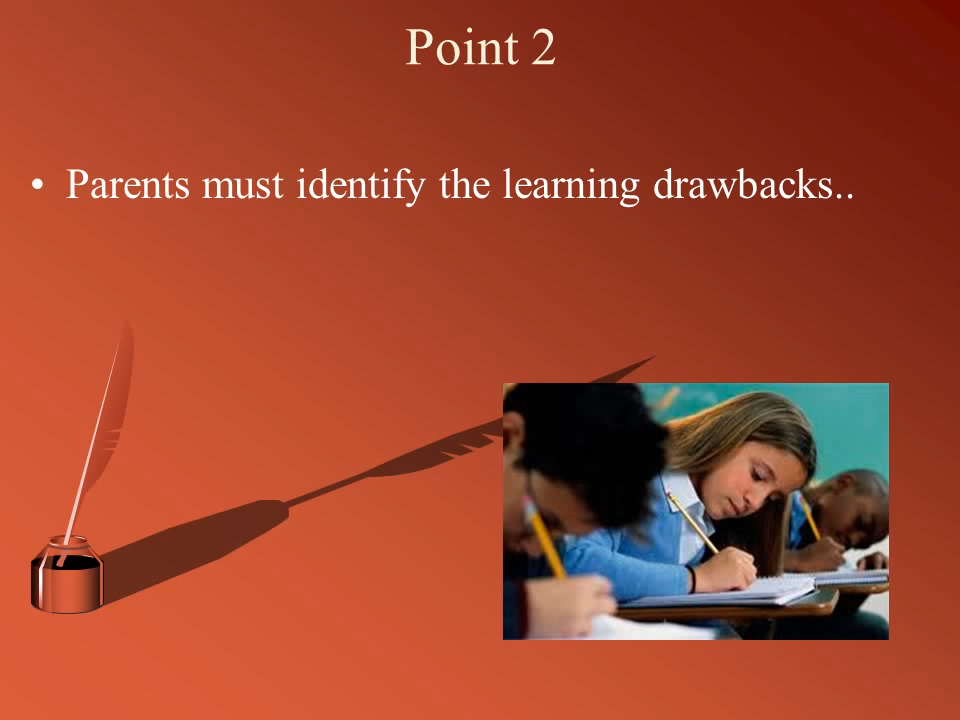 Point 2
• Parents must identify the learning drawbacks..